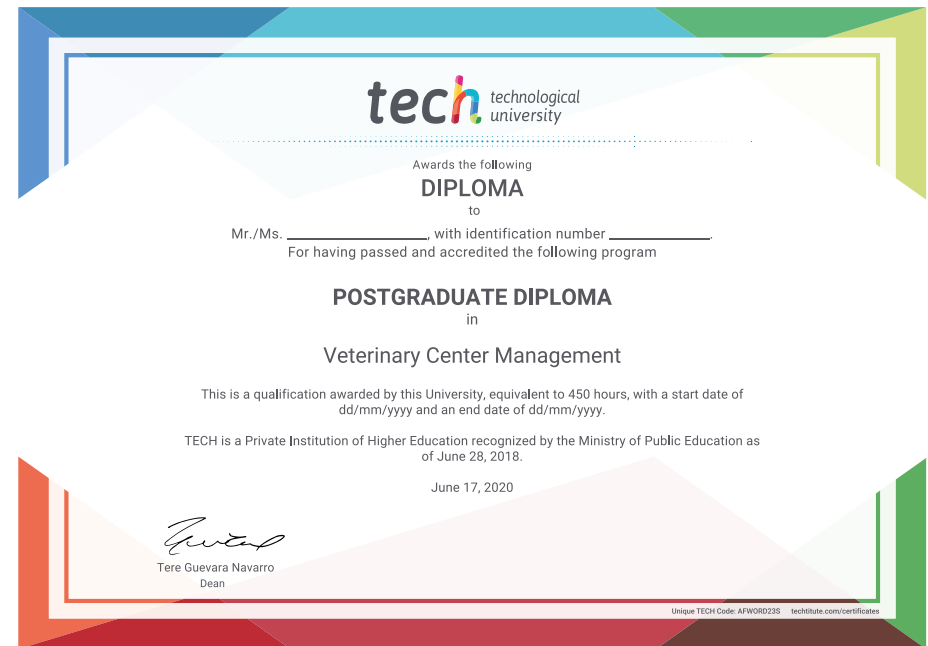 tech technological
university
Awards the following
DIPLOMA
to
Mr./Ms. ____________________, with identification number ______________.
For having passed and accredited the following program
POSTGRADUATE DIPLOMA
in
Veterinary Center Management
This is a qualification awarded by this University, equivalent to 450 hours, with a start date of
dd/mm/yyyy and an end date of dd/mm/yyyy.
TECH is a Private Institution of Higher Education recognized by the Ministry of Public Education as
of June 28, 2018.
June 17, 2020
Tere Guevara Navarro
Dean
Unique TECH Code: AFWORD23S techtitute.com/certificates